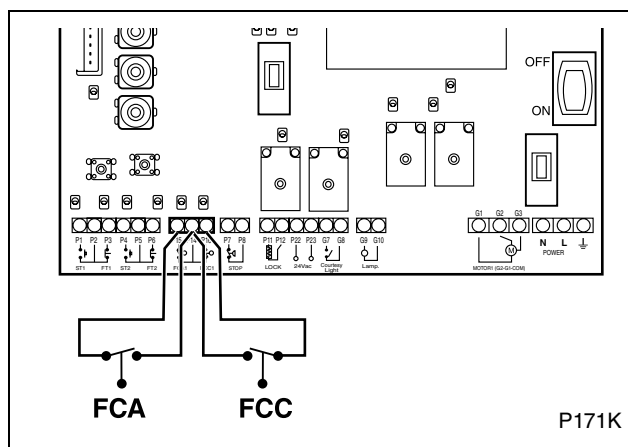 OFF
ON
P1 P2 P3 P4 P5 P6 P7 P8 P11 P12 P22 P23 G7 G8 G9 G10 G1 G2 G3 N L
ST1 FT1 ST2 FT2 STOP LOCK 24Vac Courtesy Light Lamp. M POWER
MOTOR1 (G2-G1-COM)
FCA FCC
P171K